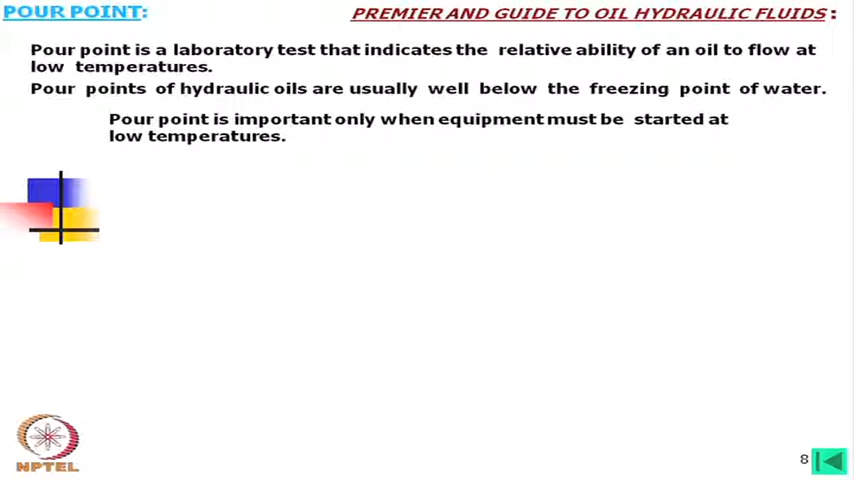 POUR POINT:
PREMIER AND GUIDE TO OIL HYDRAULIC FLUIDS :
Pour point is a laboratory test that indicates the relative ability of an oil to flow at
low temperatures.
Pour points of hydraulic oils are usually well below the freezing point of water.
Pour point is important only when equipment must be started at
low temperatures.
NPTEL
8